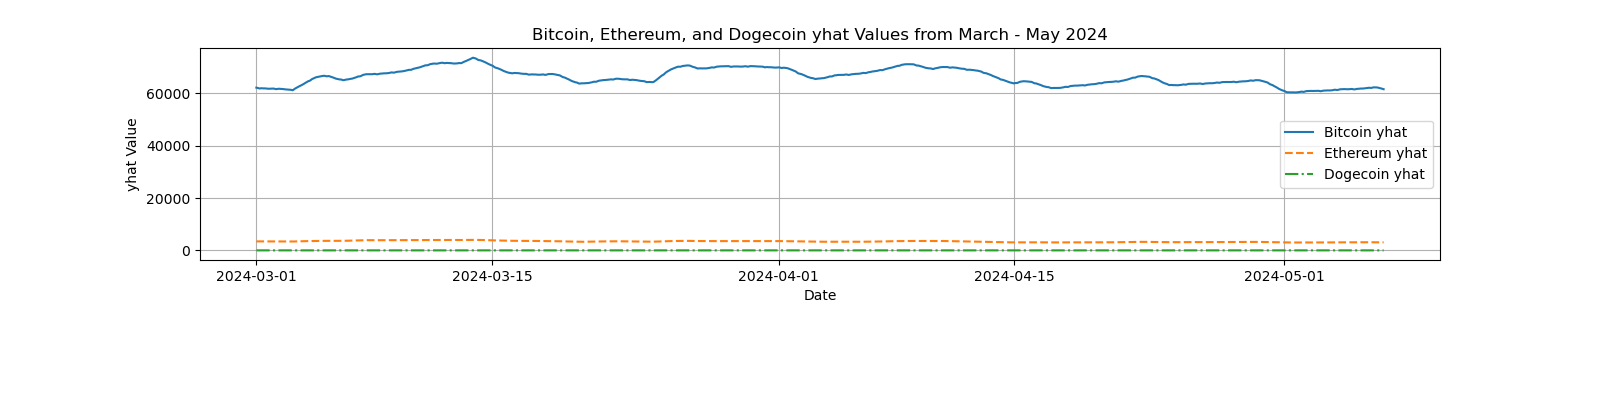 Bitcoin, Ethereum, and Dogecoin yhat Values from March - May 2024
yhat Value
60000
40000
20000
0
Bitcoin yhat
Ethereum yhat
Dogecoin yhat
2024-03-01
2024-03-15
2024-04-01
2024-04-15
2024-05-01
Date